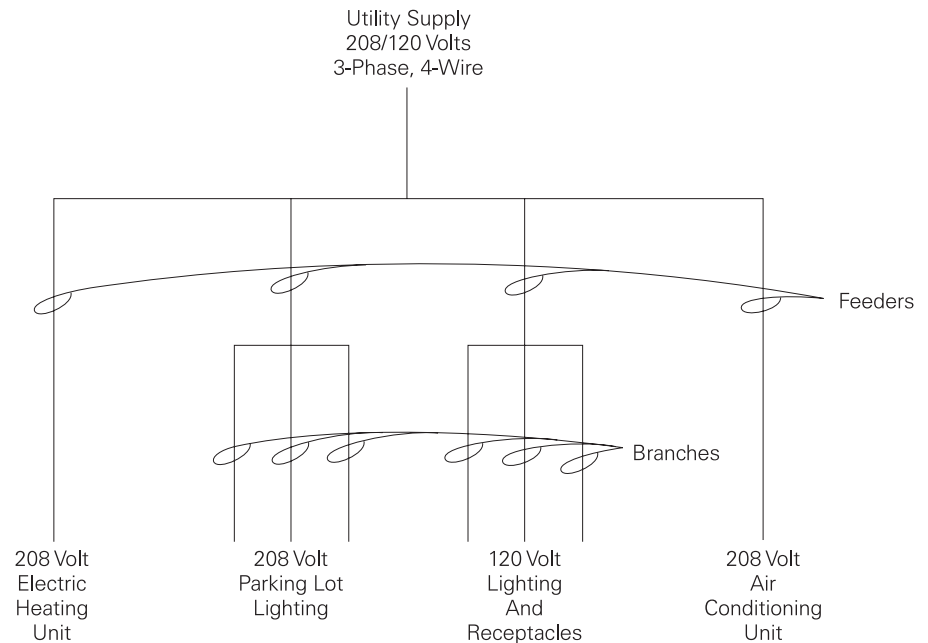 Utility Supply
208/120 Volts
3-Phase, 4-Wire
Feeders
Branches
208 Volt
Electric
Heating
Unit
208 Volt
Parking Lot
Lighting
120 Volt
Lighting
And
Receptacles
208 Volt
Air
Conditioning
Unit